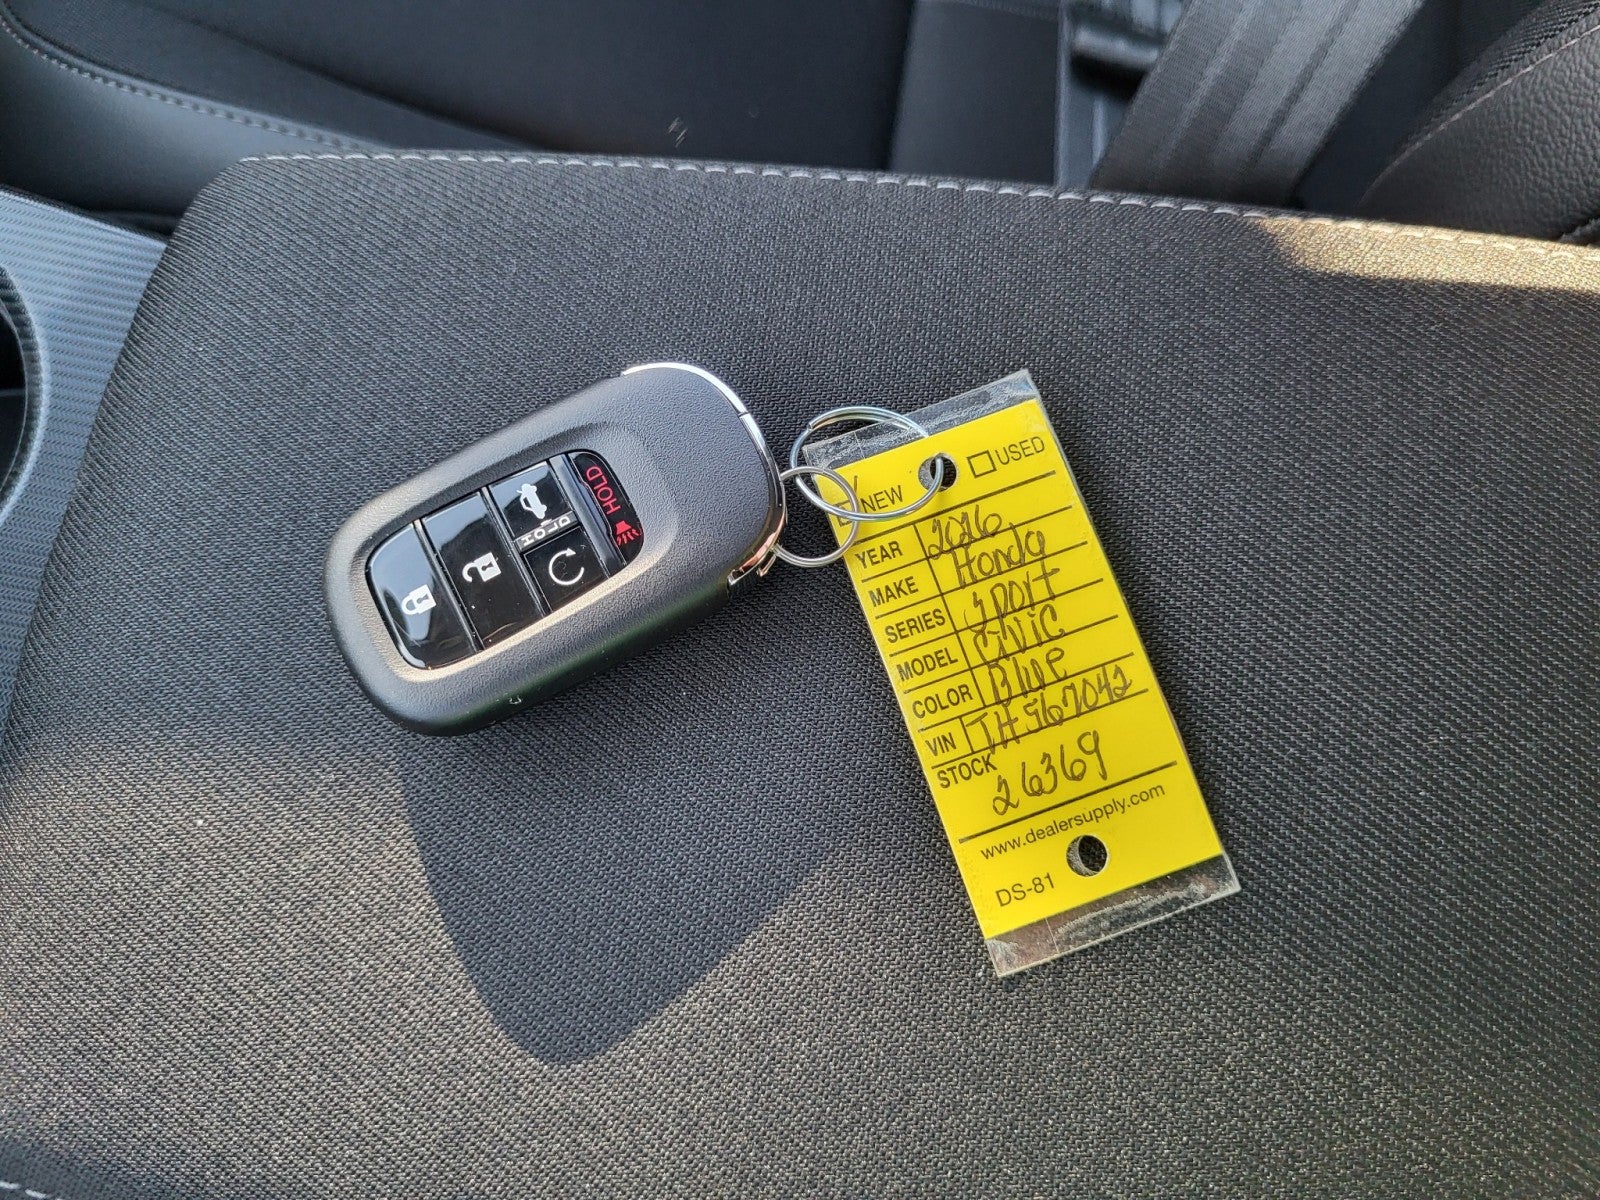 HOLD
HOLD
NEW USED
YEAR 2026
MAKE Honda
SERIES Sport
MODEL CIVIC
COLOR Blue
VIN TH567042
STOCK
26369
www.dealersupply.com
DS-81